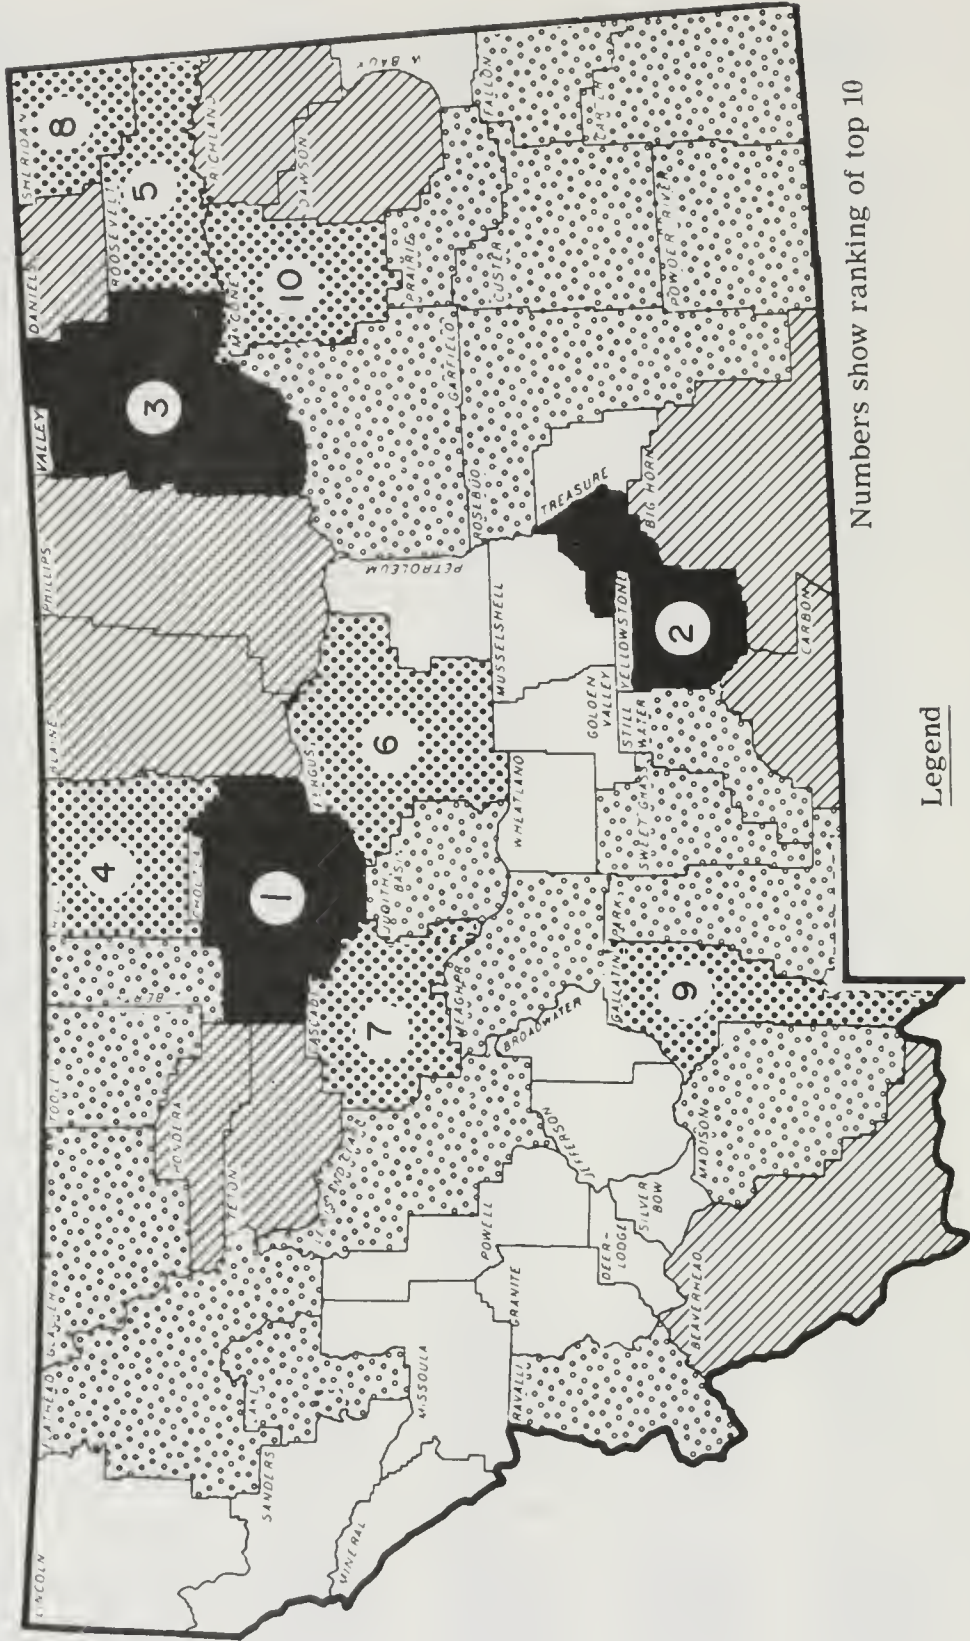 LINCOLN
FLATHEAD
GLACIER
TOOLE
BLAINE
PHILLIPS
VALLEY
DANIELS
SHERIDAN
8
ROOSEVELT
5
RICHLAND
4
3
PONDERA
TETON
CHOUTEAU
1
McCONE
10
DAWSON
WIBAUX
SANDERS
LAKE
LEWIS AND CLARK
CASCADE
7
JUDITH
BASIN
FERGUS
6
PETROLEUM
GARFIELD
PRAIRIE
MINERAL
MISSOULA
POWELL
MEAGHER
WHEATLAND
MUSSELSHELL
ROSEBUD
TREASURE
CUSTER
FALLON
GRANITE
RAVALLI
DEER-
LODGE
SILVER
BOW
JEFFERSON
BROADWATER
GALLATIN
9
PARK
SWEET GRASS
STILL
WATER
GOLDEN
VALLEY
YELLOWSTONE
2
BIG HORN
POWDER RIVER
BEAVERHEAD
MADISON
CARBON
Numbers show ranking of top 10
Legend